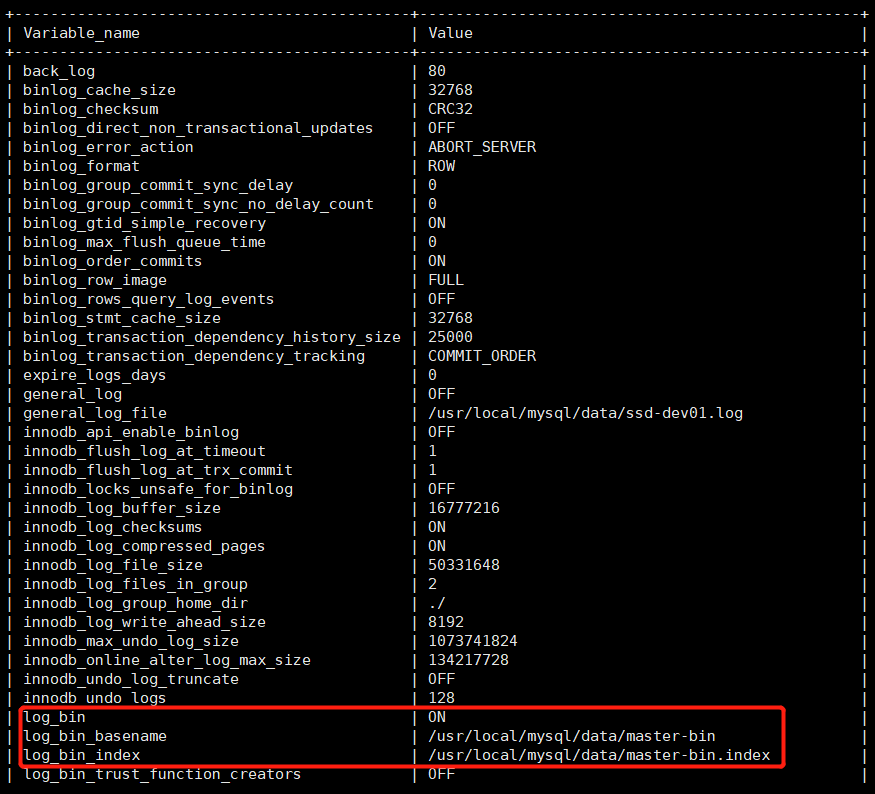 +--------------------------------------------+-------------------------------------------------+
| Variable_name | Value |
+--------------------------------------------+-------------------------------------------------+
| back_log | 80 |
| binlog_cache_size | 32768 |
| binlog_checksum | CRC32 |
| binlog_direct_non_transactional_updates | OFF |
| binlog_error_action | ABORT_SERVER |
| binlog_format | ROW |
| binlog_group_commit_sync_delay | 0 |
| binlog_group_commit_sync_no_delay_count | 0 |
| binlog_gtid_simple_recovery | ON |
| binlog_max_flush_queue_time | 0 |
| binlog_order_commits | ON |
| binlog_row_image | FULL |
| binlog_rows_query_log_events | OFF |
| binlog_stmt_cache_size | 32768 |
| binlog_transaction_dependency_history_size | 25000 |
| binlog_transaction_dependency_tracking | COMMIT_ORDER |
| expire_logs_days | 0 |
| general_log | OFF |
| general_log_file | /usr/local/mysql/data/ssd-dev01.log |
| innodb_api_enable_binlog | OFF |
| innodb_flush_log_at_timeout | 1 |
| innodb_flush_log_at_trx_commit | 1 |
| innodb_locks_unsafe_for_binlog | OFF |
| innodb_log_buffer_size | 16777216 |
| innodb_log_checksums | ON |
| innodb_log_compressed_pages | ON |
| innodb_log_file_size | 50331648 |
| innodb_log_files_in_group | 2 |
| innodb_log_group_home_dir | ./ |
| innodb_log_write_ahead_size | 8192 |
| innodb_max_undo_log_size | 1073741824 |
| innodb_online_alter_log_max_size | 134217728 |
| innodb_undo_log_truncate | OFF |
| innodb_undo_logs | 128 |
| log_bin | ON |
| log_bin_basename | /usr/local/mysql/data/master-bin |
| log_bin_index | /usr/local/mysql/data/master-bin.index |
| log_bin_trust_function_creators | OFF |